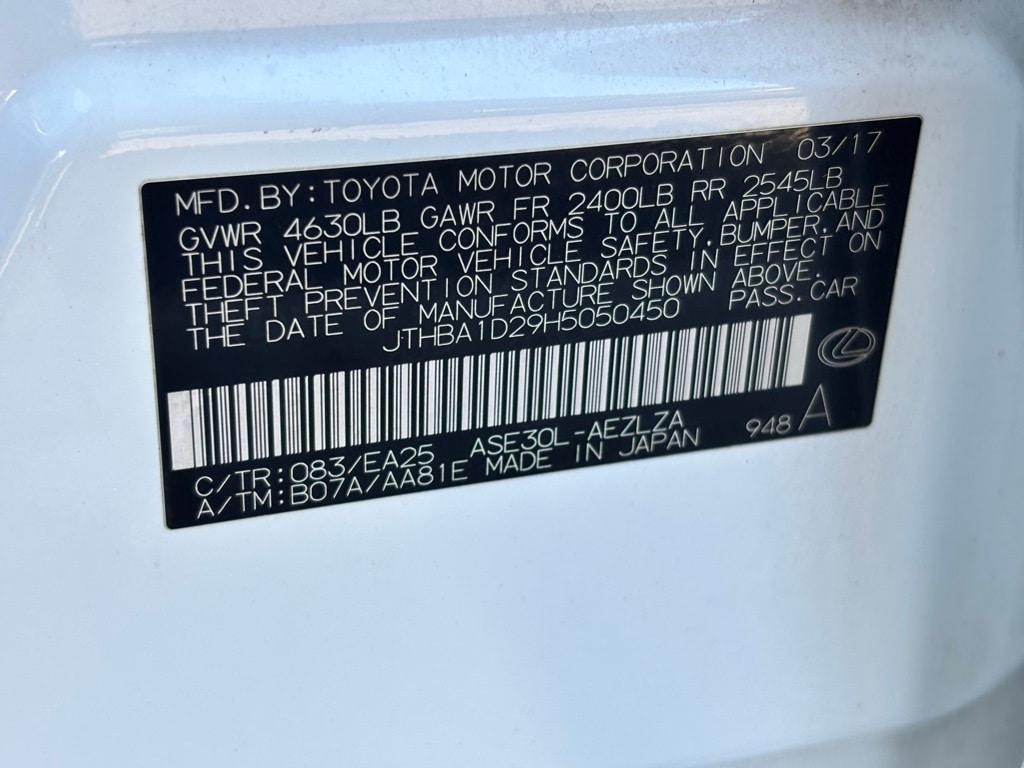 MFD. BY: TOYOTA MOTOR CORPORATION 03/17
GVWR 4630LB GAWR FR 2400LB RR 2545LB
THIS VEHICLE CONFORMS TO ALL APPLICABLE
FEDERAL MOTOR VEHICLE SAFETY, BUMPER, AND
THEFT PREVENTION STANDARDS IN EFFECT ON
THE DATE OF MANUFACTURE SHOWN ABOVE.
JTHBA1D29H5050450 PASS. CAR
C/TR: 083/EA25 ASE30L-AEZLZA 948 A
A/TM: B07A/AA81E MADE IN JAPAN